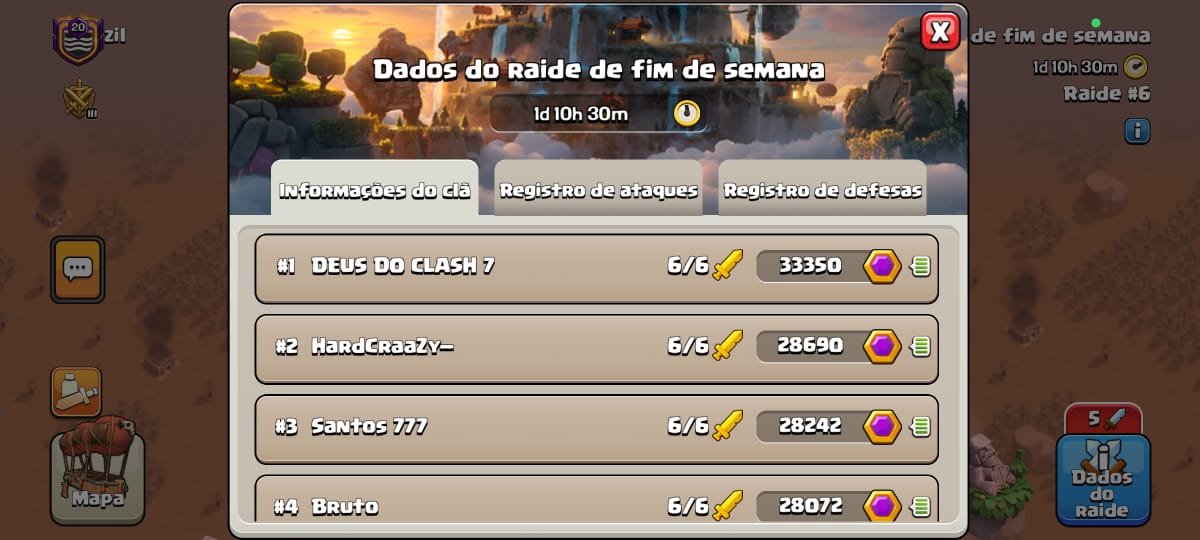 20
zil
III
Dados do raide de fim de semana
1d 10h 30m
de fim de semana
1d 10h 30m
Raide #6
Informações do clã
Registro de ataques
Registro de defesas
#1 DEUS DO CLASH 7 6/6 33350
#2 HardCraaZy– 6/6 28690
#3 Santos 777 6/6 28242
#4 Bruto 6/6 28072
Mapa
5
Dados
do
Raide